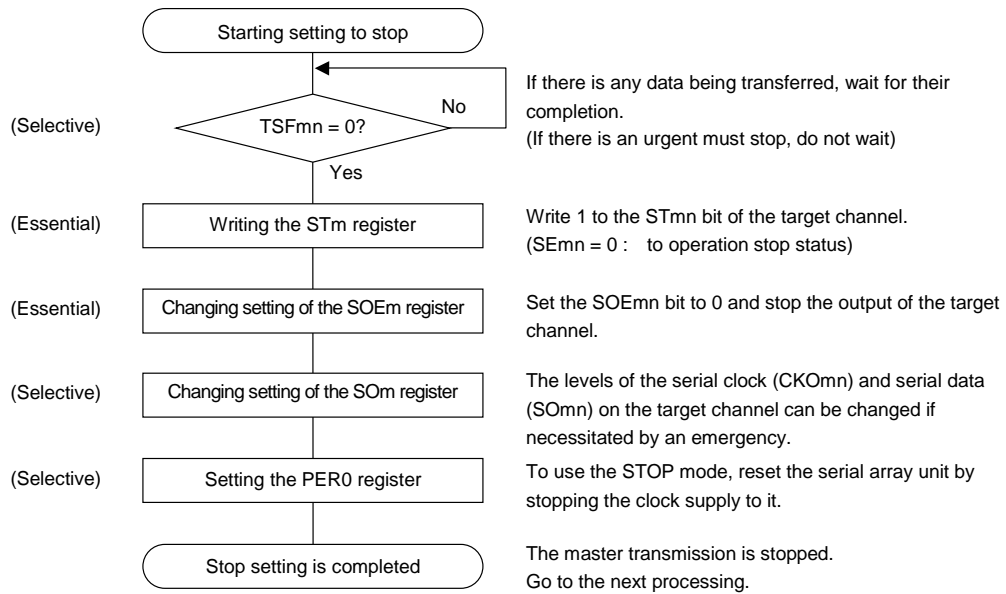 Starting setting to stop
No
If there is any data being transferred, wait for their
completion.
(If there is an urgent must stop, do not wait)
(Selective)
TSFmn = 0?
Yes
(Essential)
Writing the STm register
Write 1 to the STmn bit of the target channel.
(SEmn = 0 : to operation stop status)
(Essential)
Changing setting of the SOEm register
Set the SOEmn bit to 0 and stop the output of the target
channel.
(Selective)
Changing setting of the SOm register
The levels of the serial clock (CKOmn) and serial data
(SOmn) on the target channel can be changed if
necessitated by an emergency.
(Selective)
Setting the PER0 register
To use the STOP mode, reset the serial array unit by
stopping the clock supply to it.
Stop setting is completed
The master transmission is stopped.
Go to the next processing.